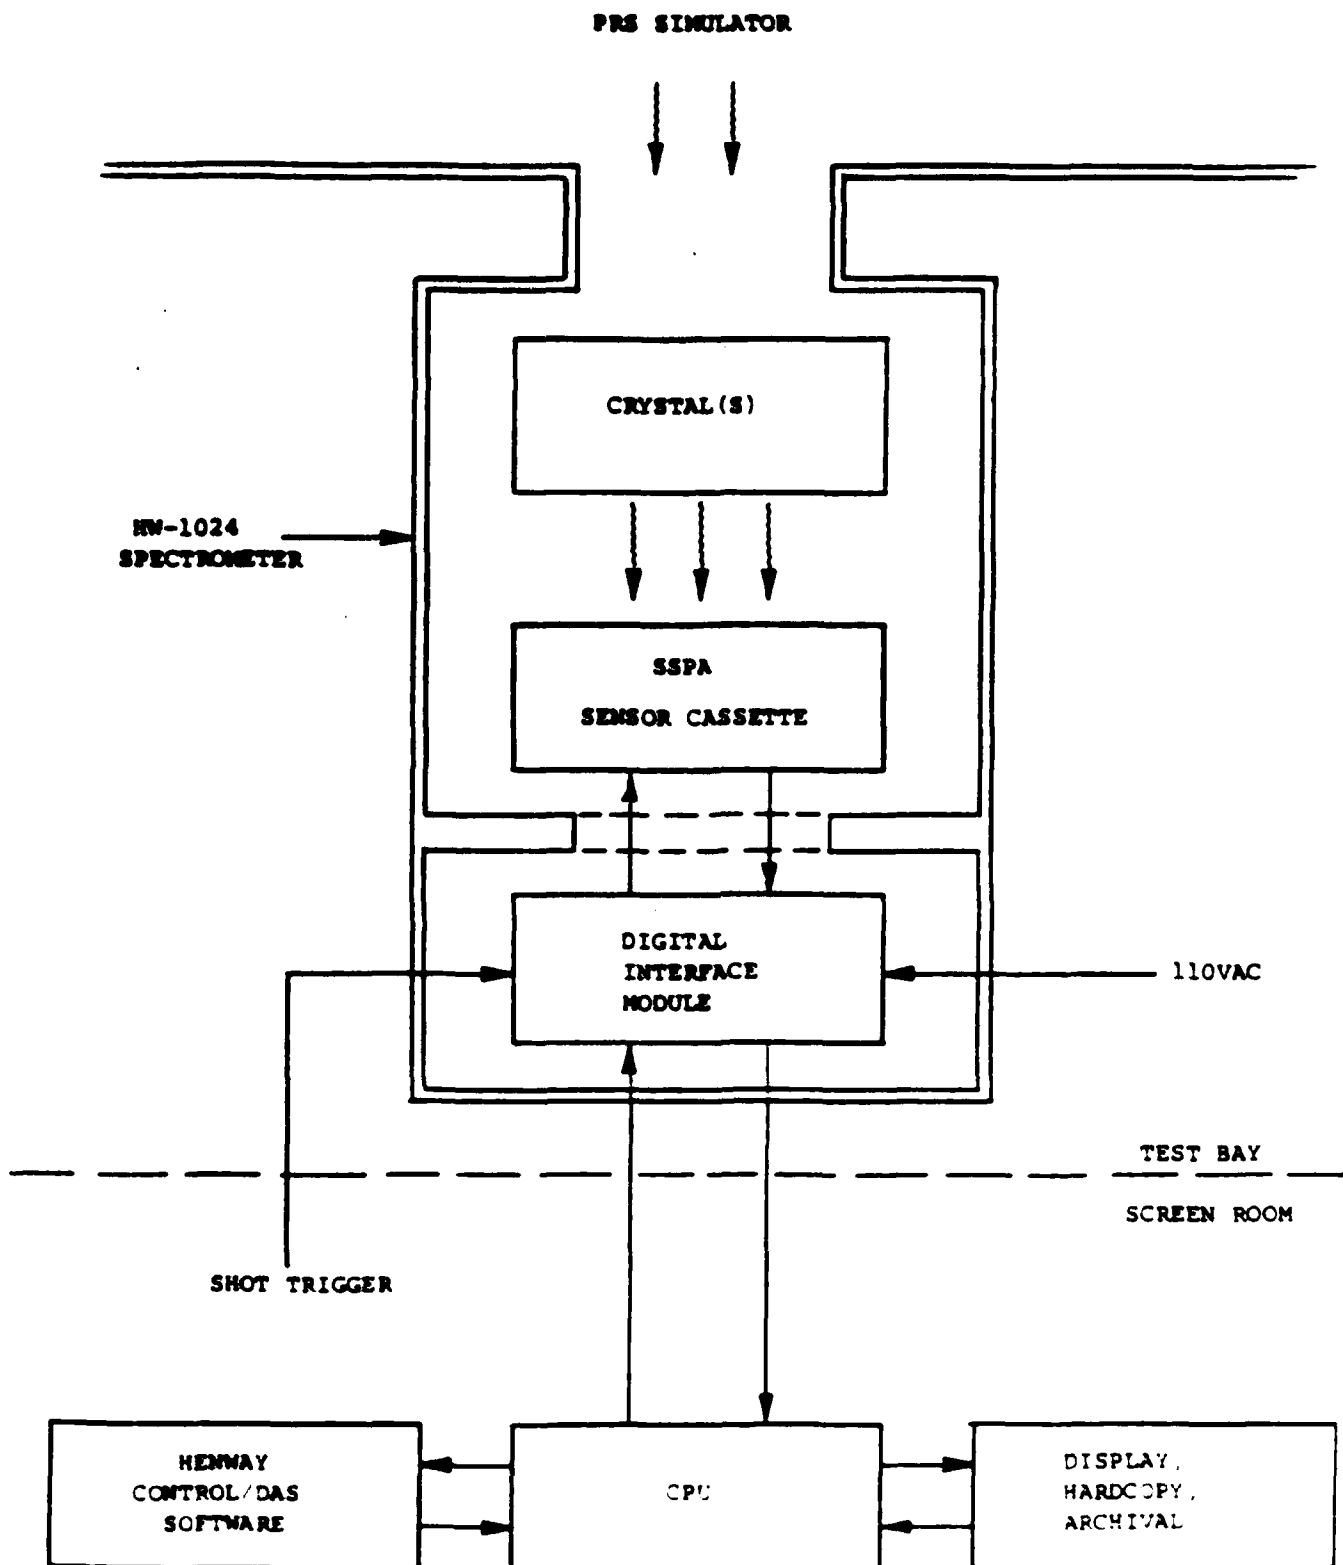 PRS SIMULATOR
CRYSTAL(S)
HW-1024
SPECTROMETER
SSPA
SENSOR CASSETTE
DIGITAL
INTERFACE
MODULE
110VAC
TEST BAY
SCREEN ROOM
SHOT TRIGGER
HENWAY
CONTROL/DAS
SOFTWARE
CPU
DISPLAY,
HARDCOPY,
ARCHIVAL